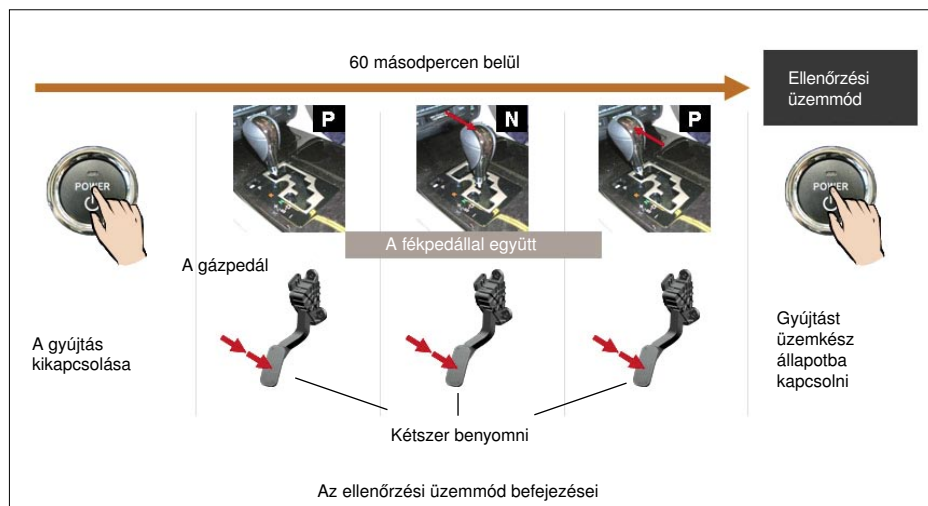 60 másodpercen belül
Ellenőrzési
üzemmód
P
N
P
POWER
POWER
A fékpedállal együtt
A gázpedál
A gyújtás
kikapcsolása
Gyújtást
üzemkész
állapotba
kapcsolni
Kétszer benyomni
Az ellenőrzési üzemmód befejezései